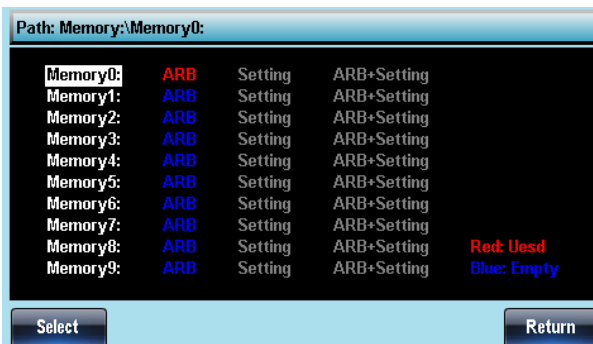 Path: Memory:\Memory0:
Memory0: ARB Setting ARB+Setting
Memory1: ARB Setting ARB+Setting
Memory2: ARB Setting ARB+Setting
Memory3: ARB Setting ARB+Setting
Memory4: ARB Setting ARB+Setting
Memory5: ARB Setting ARB+Setting
Memory6: ARB Setting ARB+Setting
Memory7: ARB Setting ARB+Setting
Memory8: ARB Setting ARB+Setting Red: Uesd
Memory9: ARB Setting ARB+Setting Blue: Empty
Select Return